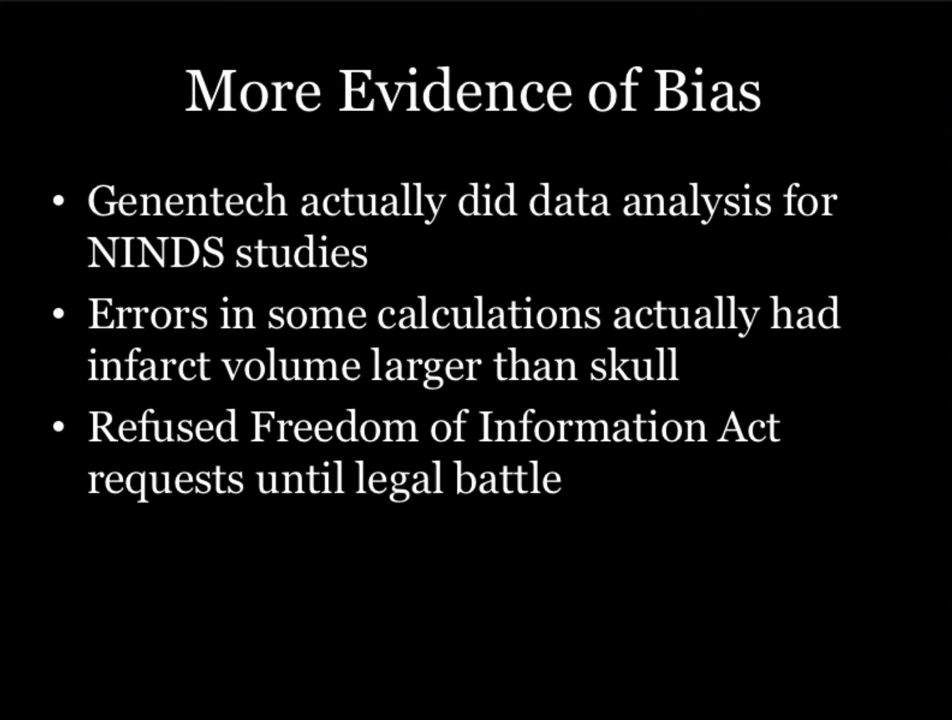 More Evidence of Bias
• Genentech actually did data analysis for
NINDS studies
• Errors in some calculations actually had
infarct volume larger than skull
• Refused Freedom of Information Act
requests until legal battle